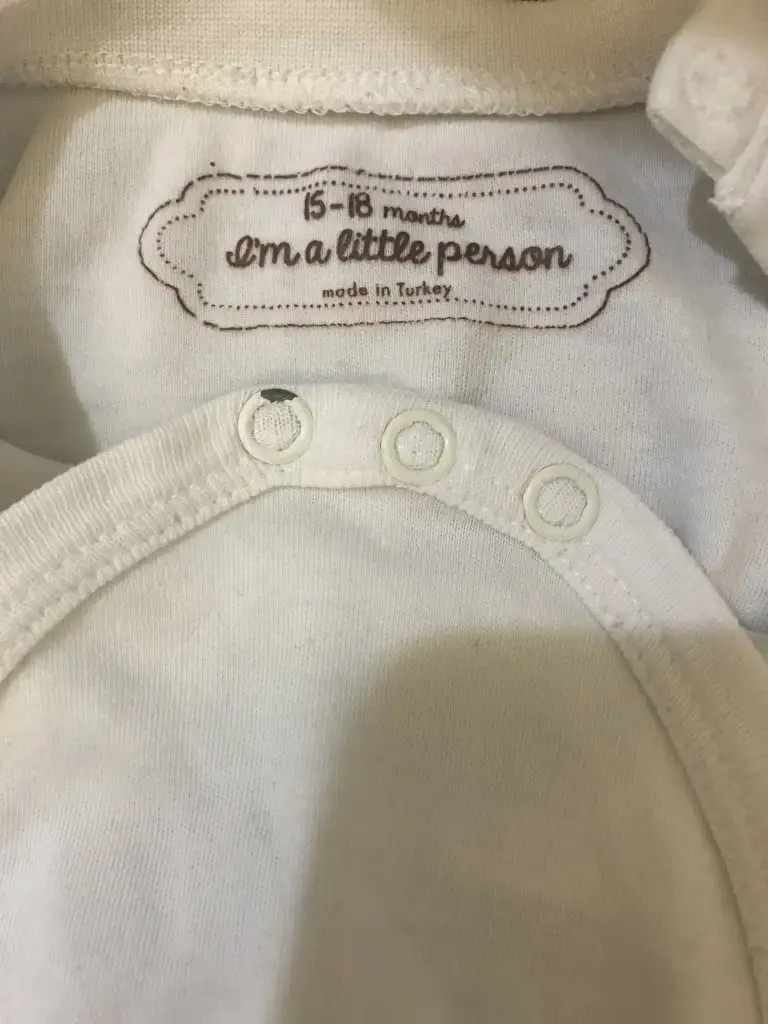 15-18 months
I'm a little person
made in Turkey